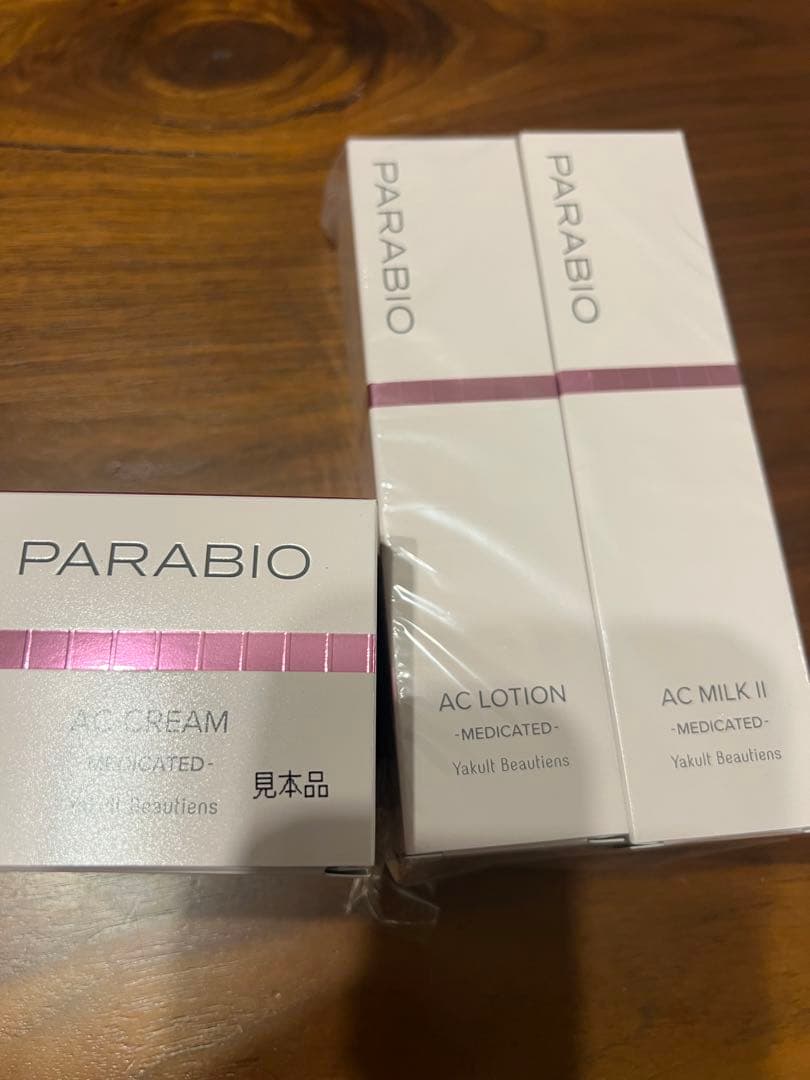 PARABIO
AC CREAM
-MEDICATED-
Yakult Beautiens
見本品
PARABIO
AC LOTION
-MEDICATED-
Yakult Beautiens
PARABIO
AC MILK II
-MEDICATED-
Yakult Beautiens